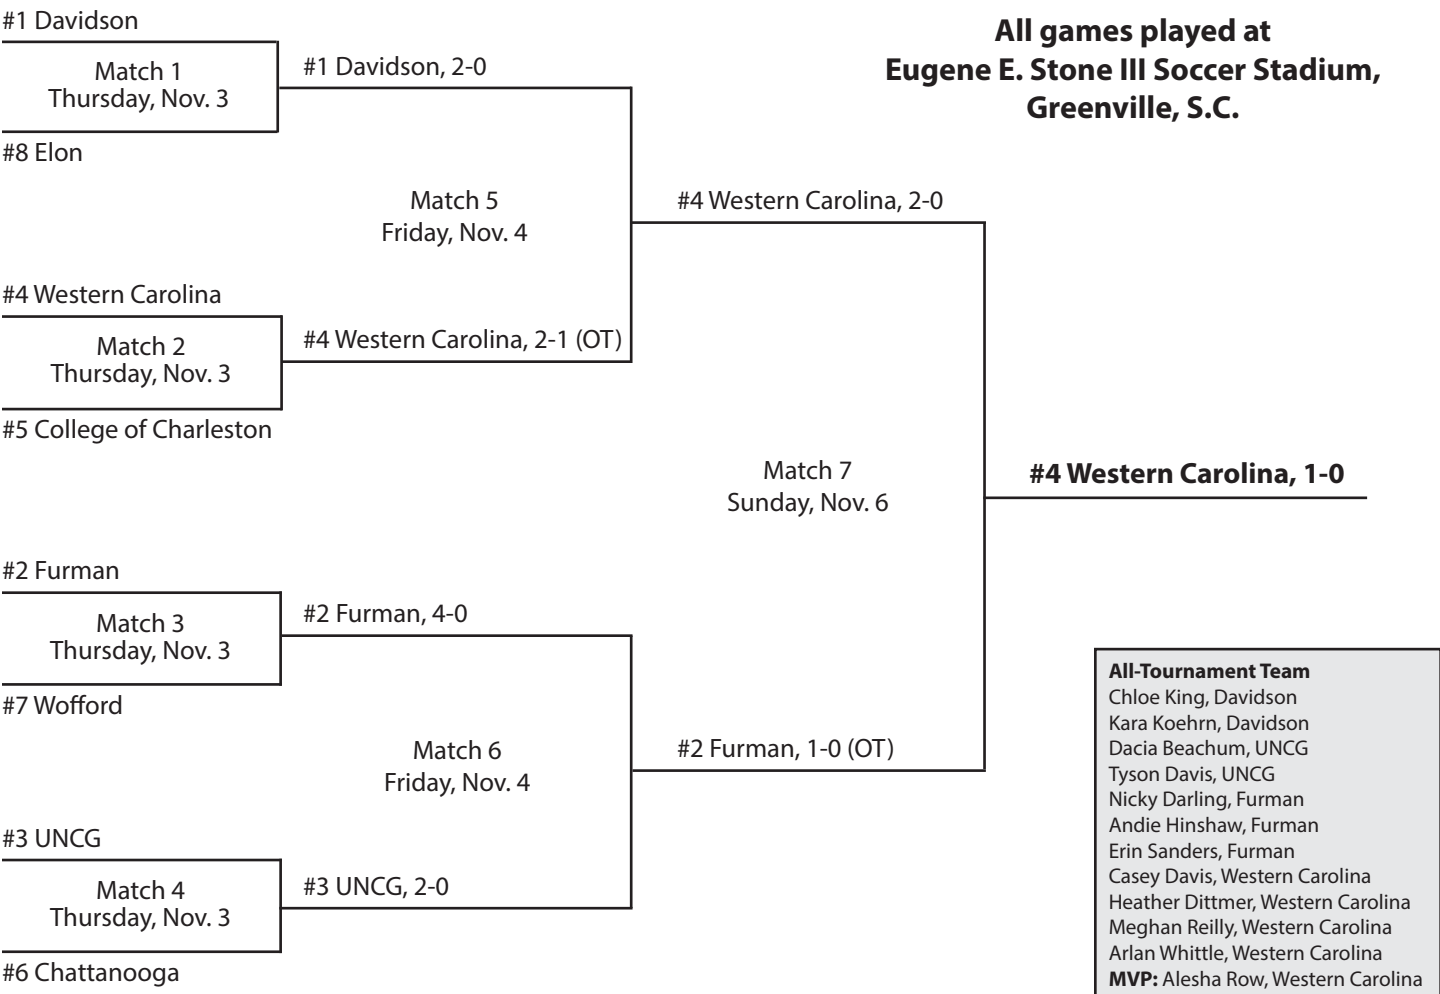 #1 Davidson
Match 1
Thursday, Nov. 3
#8 Elon
#1 Davidson, 2-0
All games played at
Eugene E. Stone III Soccer Stadium,
Greenville, S.C.
Match 5
Friday, Nov. 4
#4 Western Carolina, 2-0
#4 Western Carolina
Match 2
Thursday, Nov. 3
#5 College of Charleston
#4 Western Carolina, 2-1 (OT)
Match 7
Sunday, Nov. 6
#4 Western Carolina, 1-0
#2 Furman
Match 3
Thursday, Nov. 3
#7 Wofford
#2 Furman, 4-0
Match 6
Friday, Nov. 4
#2 Furman, 1-0 (OT)
#3 UNCG
Match 4
Thursday, Nov. 3
#6 Chattanooga
#3 UNCG, 2-0
All-Tournament Team
Chloe King, Davidson
Kara Koehrn, Davidson
Dacia Beachum, UNCG
Tyson Davis, UNCG
Nicky Darling, Furman
Andie Hinshaw, Furman
Erin Sanders, Furman
Casey Davis, Western Carolina
Heather Dittmer, Western Carolina
Meghan Reilly, Western Carolina
Arlan Whittle, Western Carolina
MVP: Alesha Row, Western Carolina